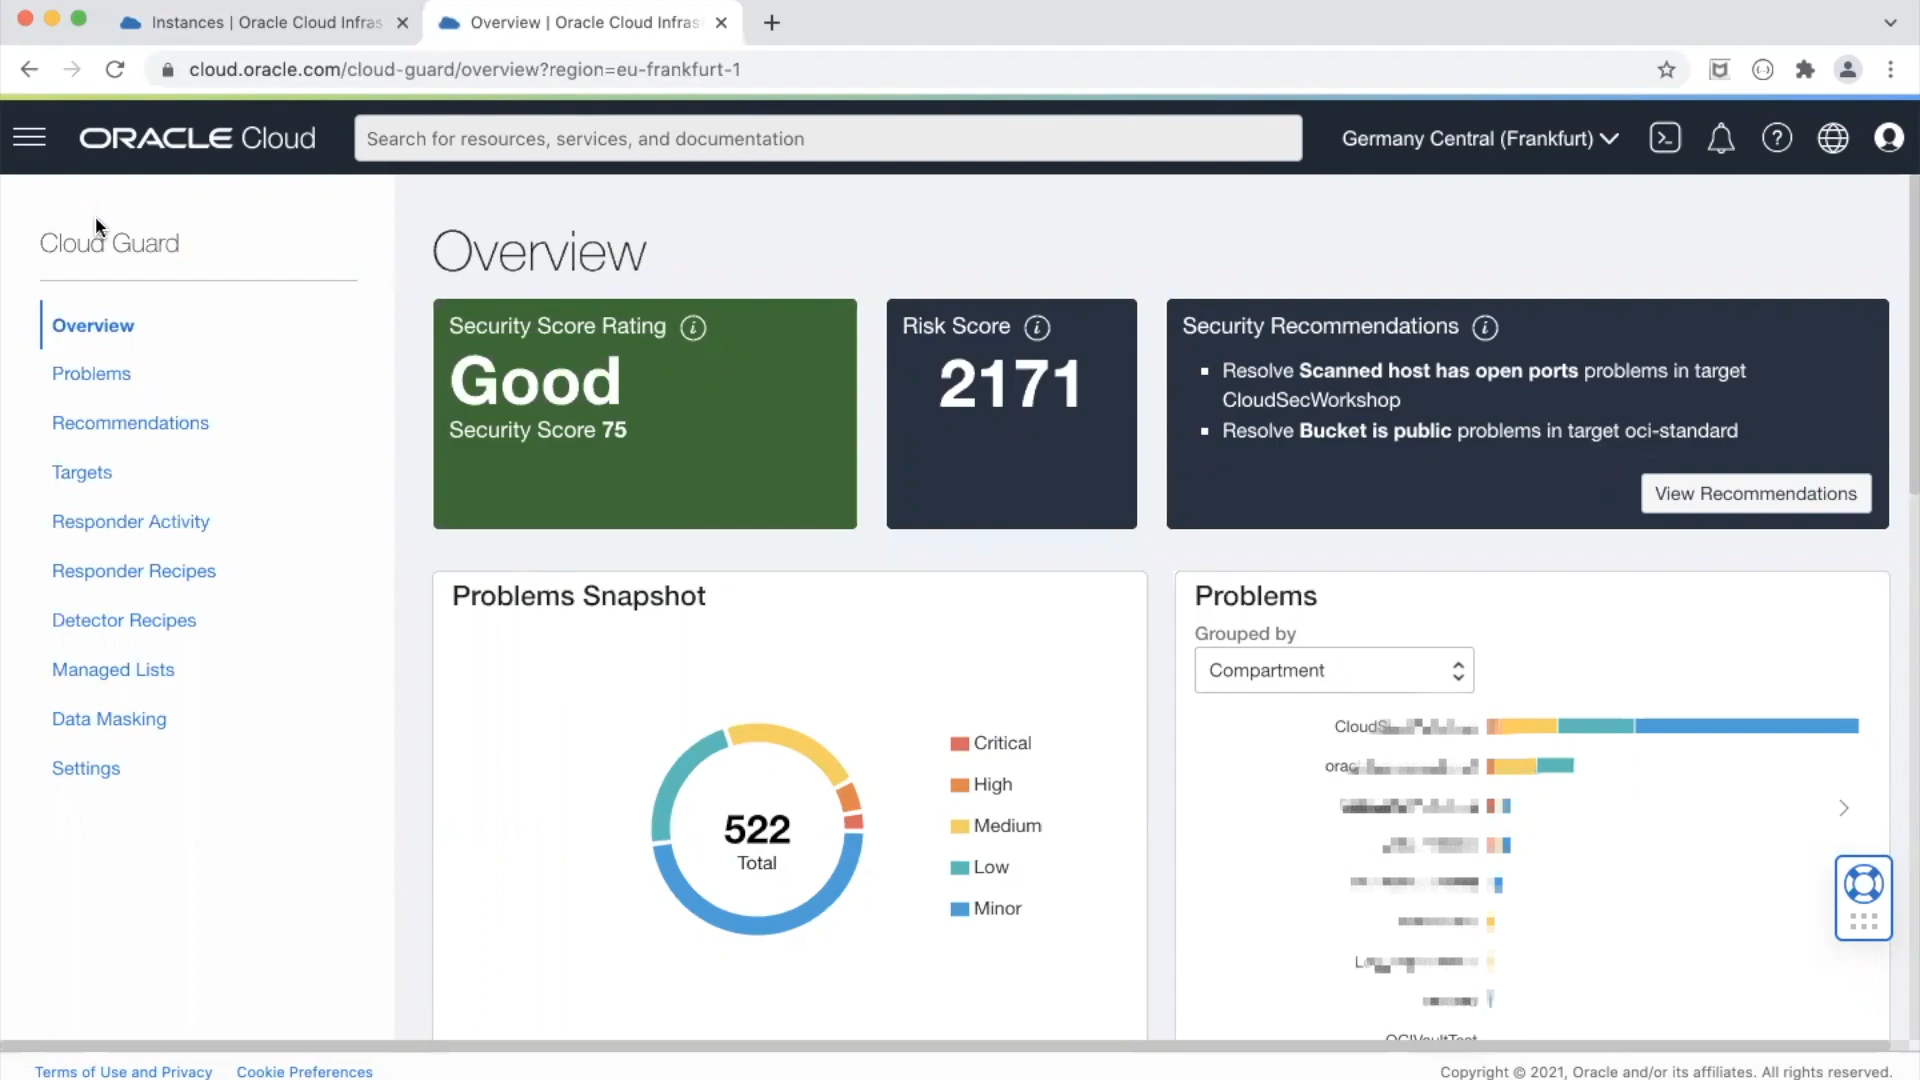 Instances | Oracle Cloud Infras
Overview | Oracle Cloud Infras
cloud.oracle.com/cloud-guard/overview?region=eu-frankfurt-1
ORACLE Cloud
Search for resources, services, and documentation
Germany Central (Frankfurt)
Cloud Guard
Overview
Problems
Recommendations
Targets
Responder Activity
Responder Recipes
Detector Recipes
Managed Lists
Data Masking
Settings
Overview
Security Score Rating
Good
Security Score 75
Risk Score
2171
Security Recommendations
Resolve Scanned host has open ports problems in target
CloudSecWorkshop
Resolve Bucket is public problems in target oci-standard
View Recommendations
Problems Snapshot
522
Total
Critical
High
Medium
Low
Minor
Problems
Grouped by
Compartment
OCIVaultTest
Terms of Use and Privacy
Cookie Preferences
Copyright © 2021, Oracle and/or its affiliates. All rights reserved.